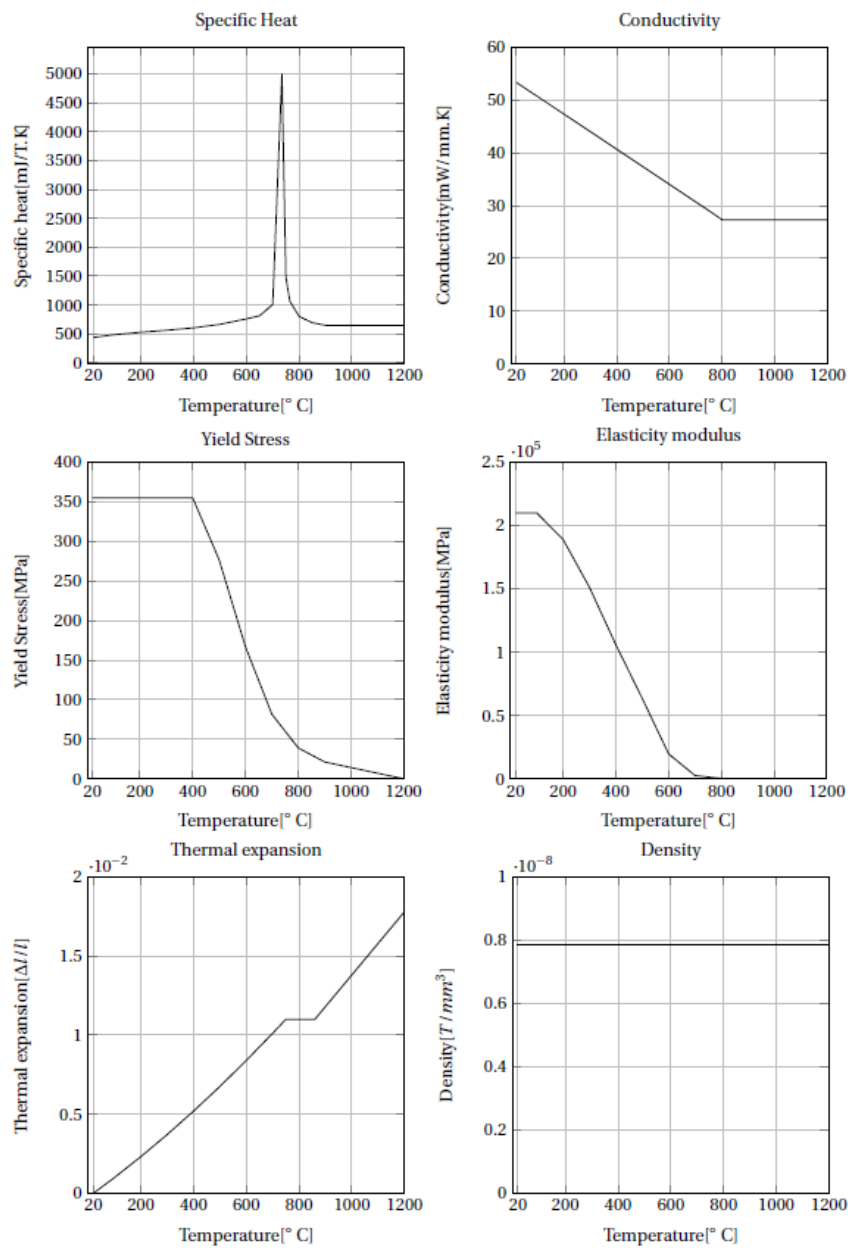 Specific Heat
Specific heat[mJ/T.K]
5000
4500
4000
3500
3000
2500
2000
1500
1000
500
0
20 200 400 600 800 1000 1200
Temperature[° C]
Conductivity
Conductivity[mW/mm.K]
60
50
40
30
20
10
0
20 200 400 600 800 1000 1200
Temperature[° C]
Yield Stress
Yield Stress[MPa]
400
350
300
250
200
150
100
50
0
20 200 400 600 800 1000 1200
Temperature[° C]
Elasticity modulus
·10^5
Elasticity modulus[MPa]
2.5
2
1.5
1
0.5
0
20 200 400 600 800 1000 1200
Temperature[° C]
Thermal expansion
·10^-2
Thermal expansion[Δl/l]
2
1.5
1
0.5
0
20 200 400 600 800 1000 1200
Temperature[° C]
Density
·10^-8
Density[T/mm^3]
1
0.8
0.6
0.4
0.2
0
20 200 400 600 800 1000 1200
Temperature[° C]